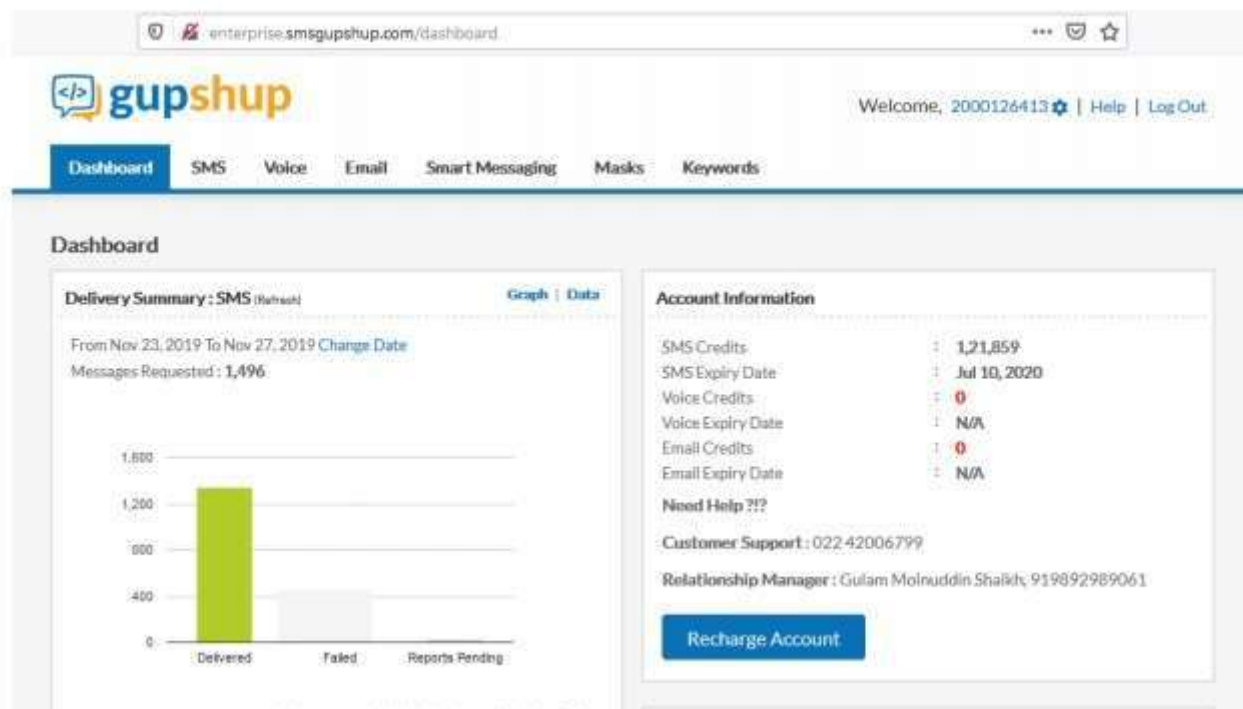 enterprise.smsgupshup.com/dashboard
</> gupshup
Welcome, 2000126413 | Help | Log Out
Dashboard SMS Voice Email Smart Messaging Masks Keywords
Dashboard
Delivery Summary : SMS (Refresh) Graph | Data
From Nov 23, 2019 To Nov 27, 2019 Change Date
Messages Requested : 1,496
1,600
1,200
800
400
0
Delivered Failed Reports Pending
Account Information
SMS Credits : 1,21,859
SMS Expiry Date : Jul 10, 2020
Voice Credits : 0
Voice Expiry Date : N/A
Email Credits : 0
Email Expiry Date : N/A
Need Help ?!?
Customer Support : 022 42006799
Relationship Manager : Gulam Moinuddin Shaikh, 919892989061
Recharge Account